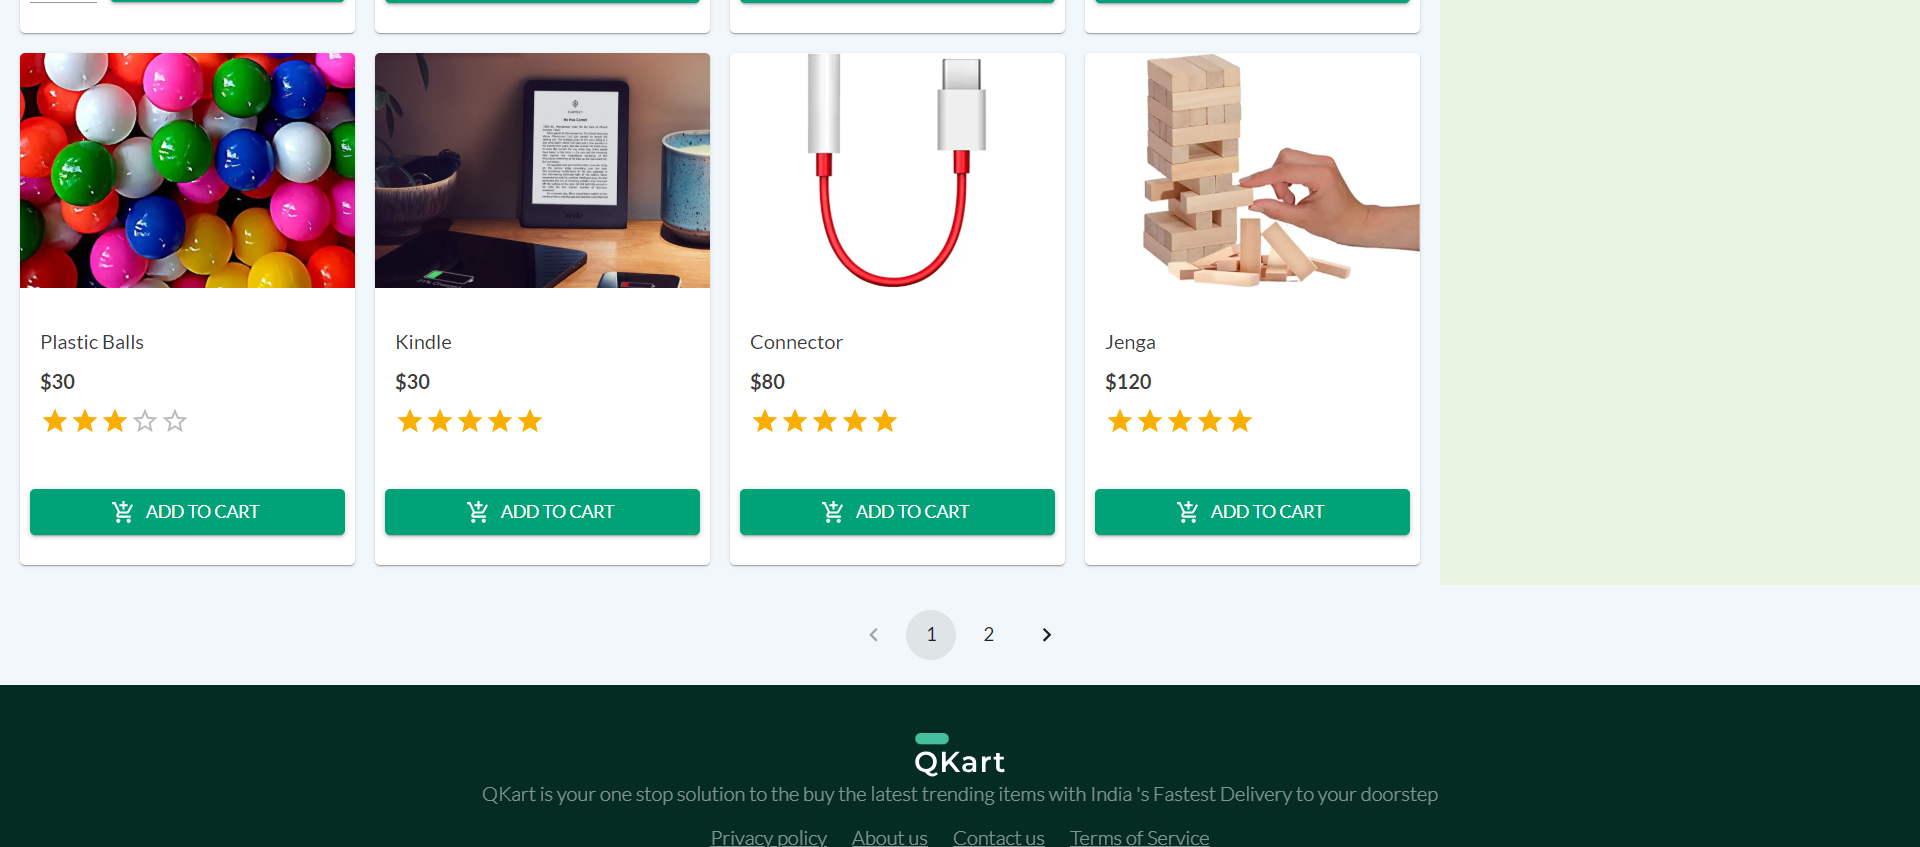 Plastic Balls
$30
ADD TO CART
kindle
Kindle
$30
ADD TO CART
Connector
$80
ADD TO CART
Jenga
$120
ADD TO CART
1 2
QKart
QKart is your one stop solution to the buy the latest trending items with India 's Fastest Delivery to your doorstep
Privacy policy About us Contact us Terms of Service